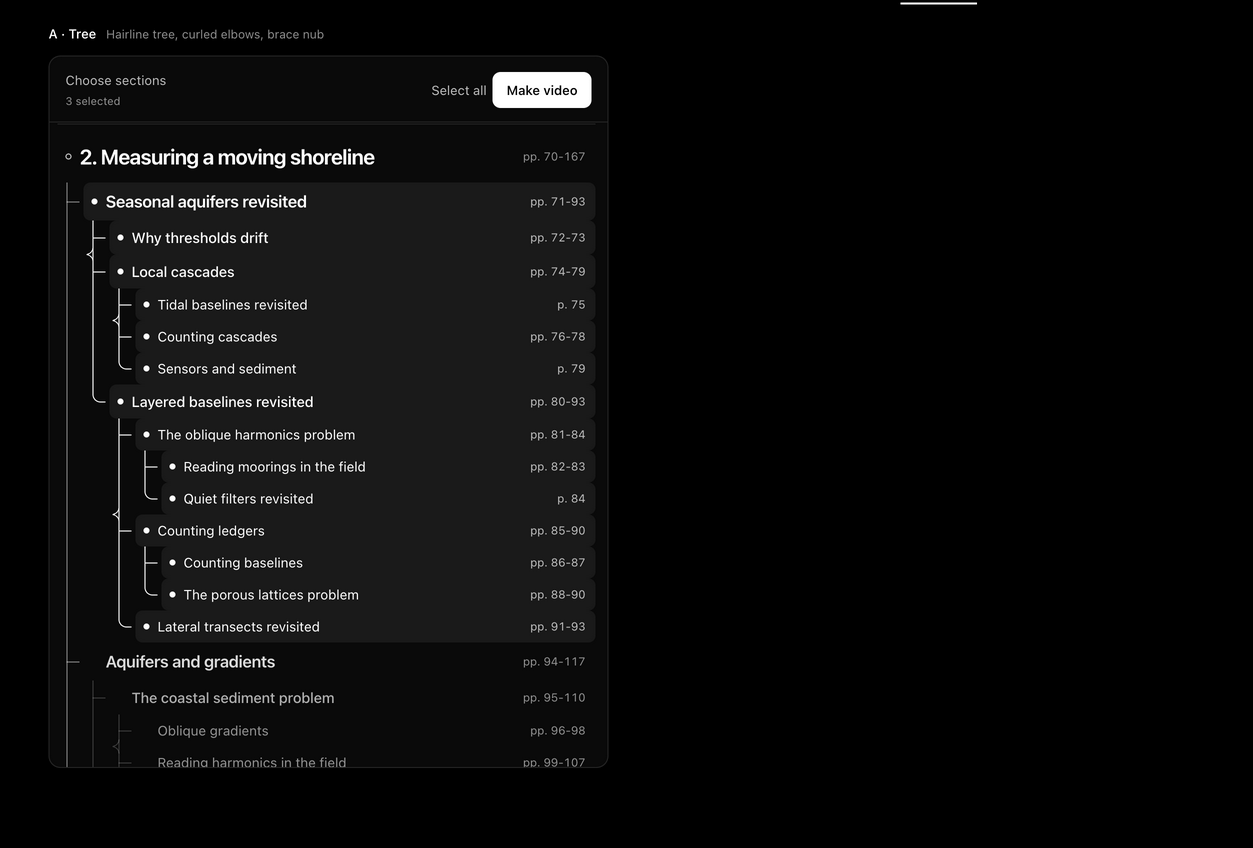 A · Tree Hairline tree, curled elbows, brace nub
Choose sections
3 selected
Select all
Make video
2. Measuring a moving shoreline pp. 70-167
Seasonal aquifers revisited pp. 71-93
Why thresholds drift pp. 72-73
Local cascades pp. 74-79
Tidal baselines revisited p. 75
Counting cascades pp. 76-78
Sensors and sediment p. 79
Layered baselines revisited pp. 80-93
The oblique harmonics problem pp. 81-84
Reading moorings in the field pp. 82-83
Quiet filters revisited p. 84
Counting ledgers pp. 85-90
Counting baselines pp. 86-87
The porous lattices problem pp. 88-90
Lateral transects revisited pp. 91-93
Aquifers and gradients pp. 94-117
The coastal sediment problem pp. 95-110
Oblique gradients pp. 96-98
Reading harmonics in the field pp. 99-107